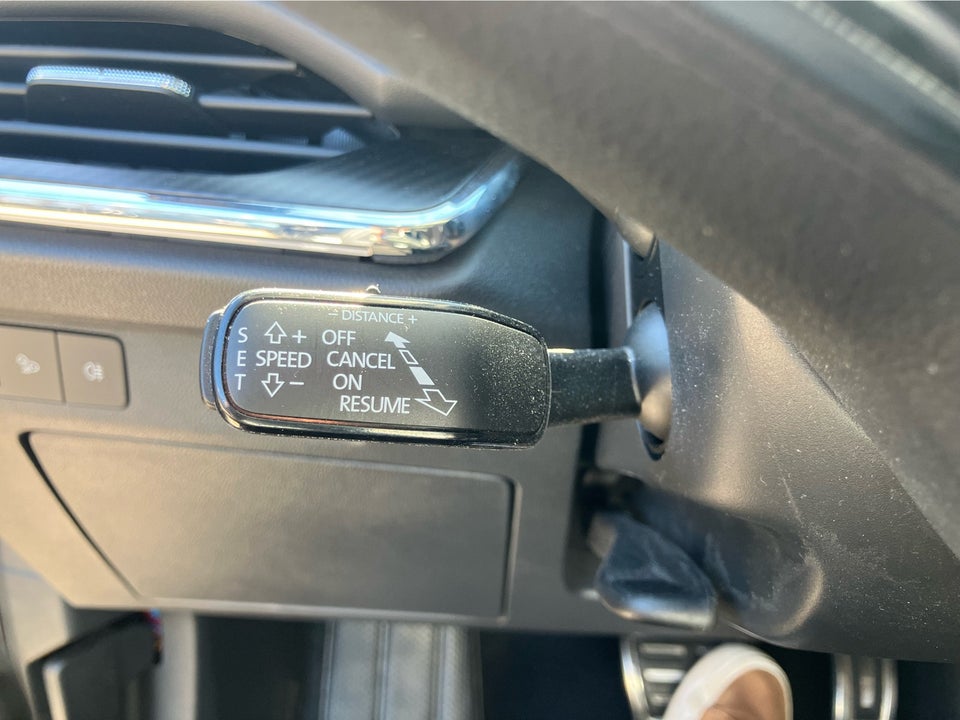 − DISTANCE +
S + OFF
E SPEED CANCEL
T − ON
RESUME